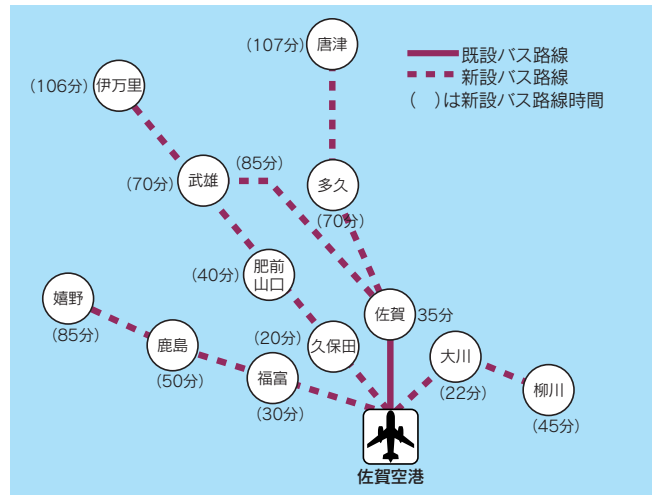 (107分)
唐津
既設バス路線
新設バス路線
(　)は新設バス路線時間
(106分)
伊万里
(85分)
(70分)
武雄
多久
(70分)
(40分)
肥前
山口
嬉野
(85分)
佐賀
35分
(20分)
久保田
大川
(22分)
鹿島
(50分)
福富
(30分)
柳川
(45分)
佐賀空港